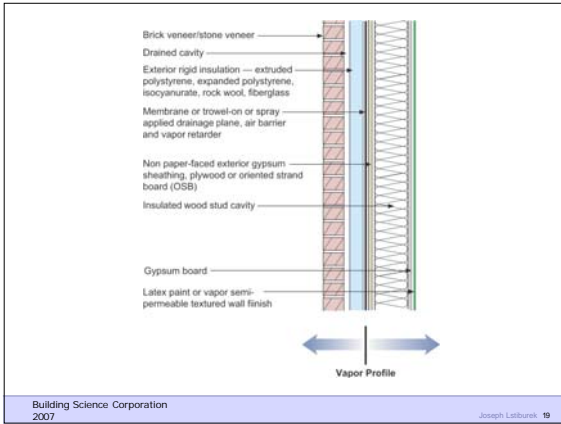 Brick veneer/stone veneer
Drained cavity
Exterior rigid insulation — extruded
polystyrene, expanded polystyrene,
isocyanurate, rock wool, fiberglass
Membrane or trowel-on or spray
applied drainage plane, air barrier
and vapor retarder
Non paper-faced exterior gypsum
sheathing, plywood or oriented strand
board (OSB)
Insulated wood stud cavity
Gypsum board
Latex paint or vapor semi-
permeable textured wall fiinish
Vapor Profile
Building Science Corporation
2007
Joseph Lstiburek 19